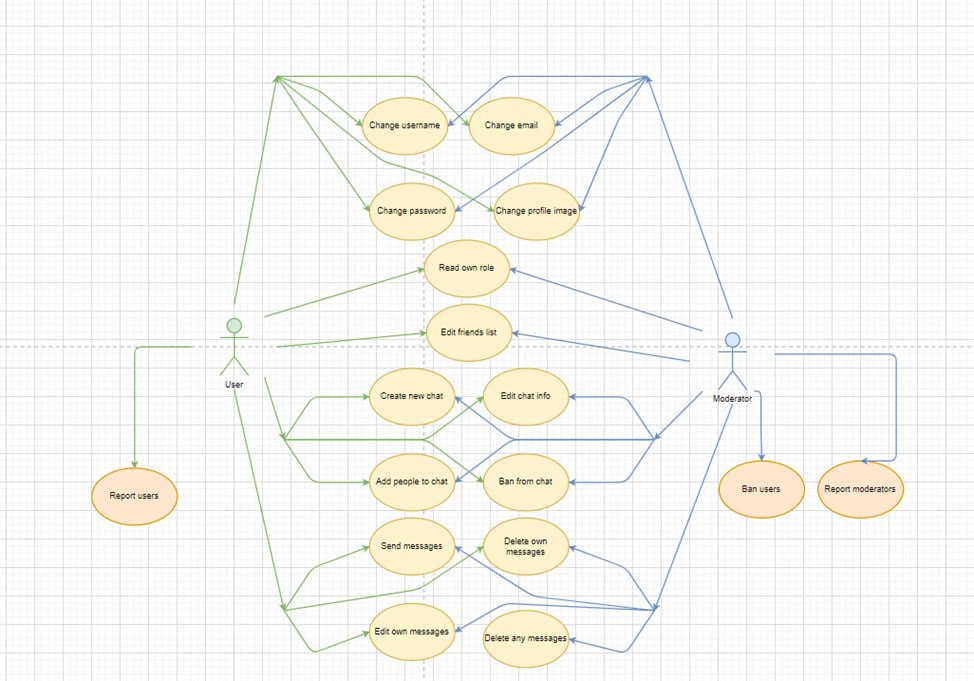 Change username
Change email
Change password
Change profile image
Read own role
Edit friends list
User
Moderator
Create new chat
Edit chat info
Add people to chat
Ban from chat
Report users
Ban users
Report moderators
Send messages
Delete own
messages
Edit own messages
Delete any messages